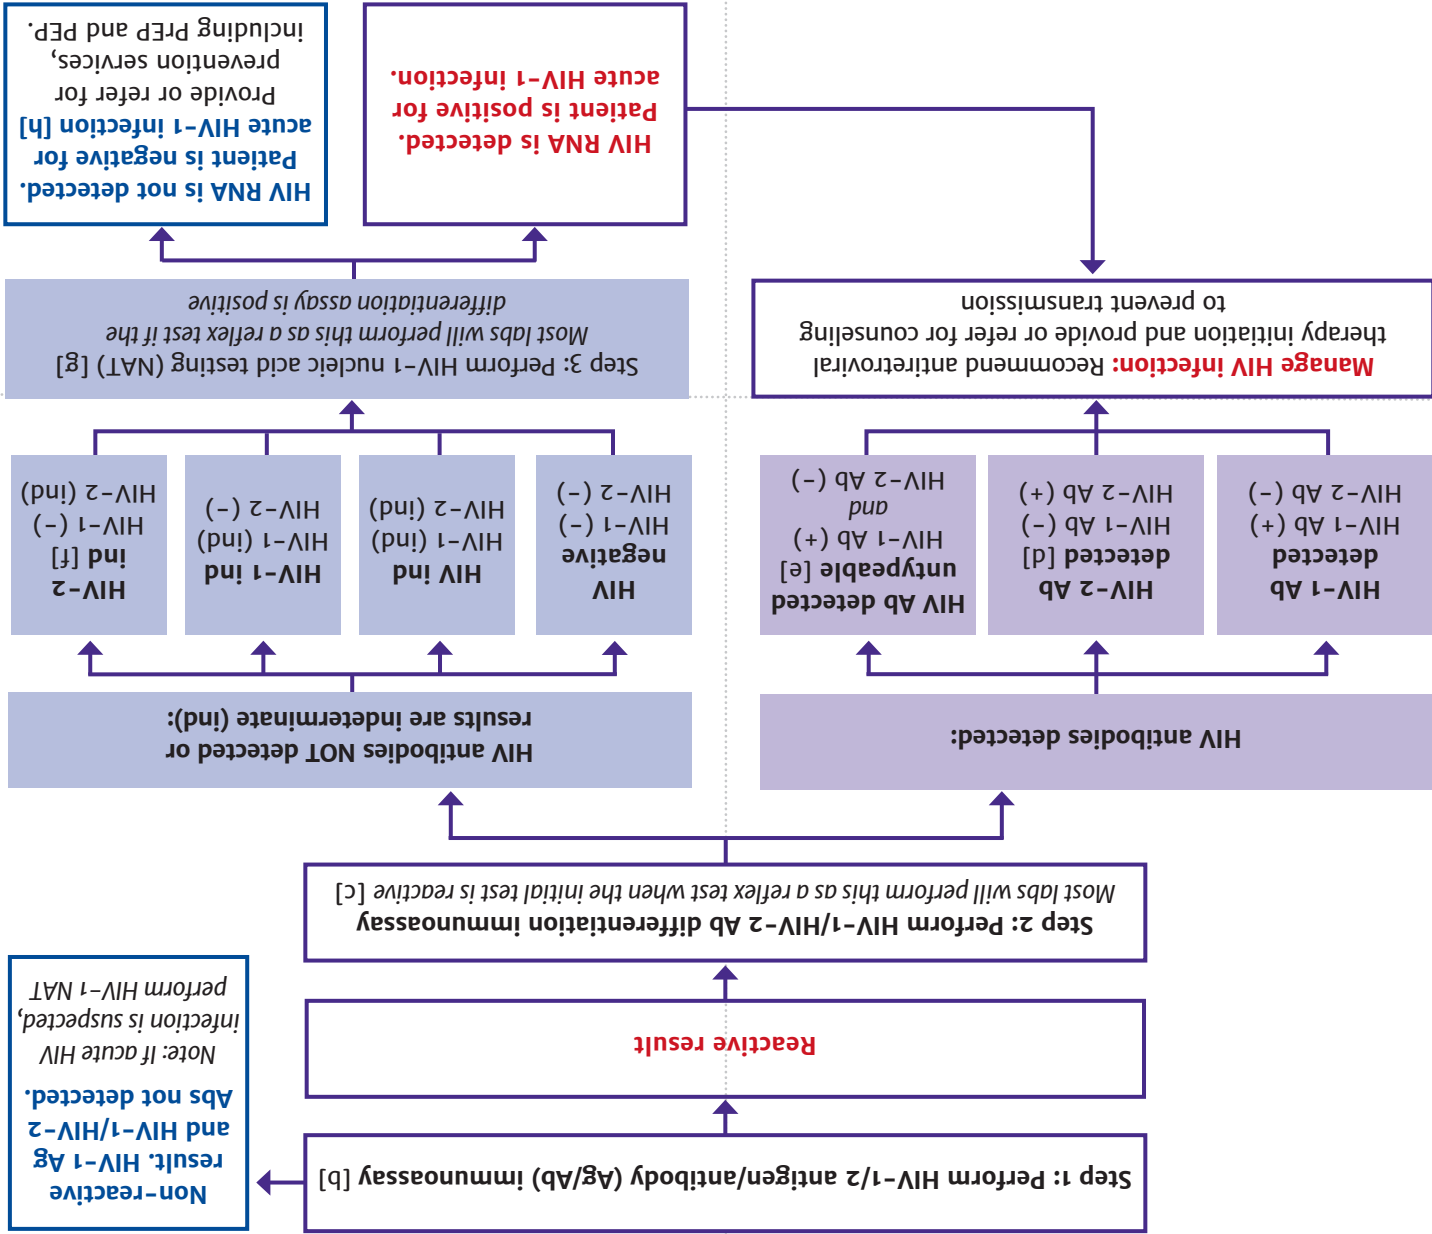 Step 1: Perform HIV-1/2 antigen/antibody (Ag/Ab) immunoassay [b]
Non-reactive
result. HIV-1 Ag
and HIV-1/HIV-2
Abs not detected.
Note: If acute HIV
infection is suspected,
perform HIV-1 NAT
Reactive result
Step 2: Perform HIV-1/HIV-2 Ab differentiation immunoassay
Most labs will perform this as a reflex test when the initial test is reactive [c]
HIV antibodies detected:
HIV antibodies NOT detected or
results are indeterminate (ind):
HIV-1 Ab
detected
HIV-1 Ab (+)
HIV-2 Ab (-)
HIV-2 Ab
detected [d]
HIV-1 Ab (-)
HIV-2 Ab (+)
HIV Ab detected
untypeable [e]
HIV-1 Ab (+)
and
HIV-2 Ab (-)
HIV
negative
HIV-1 (-)
HIV-2 (-)
HIV ind
HIV-1 (ind)
HIV-2 (ind)
HIV-1 ind
HIV-1 (ind)
HIV-2 (-)
HIV-2
ind [f]
HIV-1 (-)
HIV-2 (ind)
Manage HIV infection: Recommend antiretroviral
therapy initiation and provide or refer for counseling
to prevent transmission
Step 3: Perform HIV-1 nucleic acid testing (NAT) [g]
Most labs will perform this as a reflex test if the
differentiation assay is positive
HIV RNA is detected.
Patient is positive for
acute HIV-1 infection.
HIV RNA is not detected.
Patient is negative for
acute HIV-1 infection [h]
Provide or refer for
prevention services,
including PrEP and PEP.